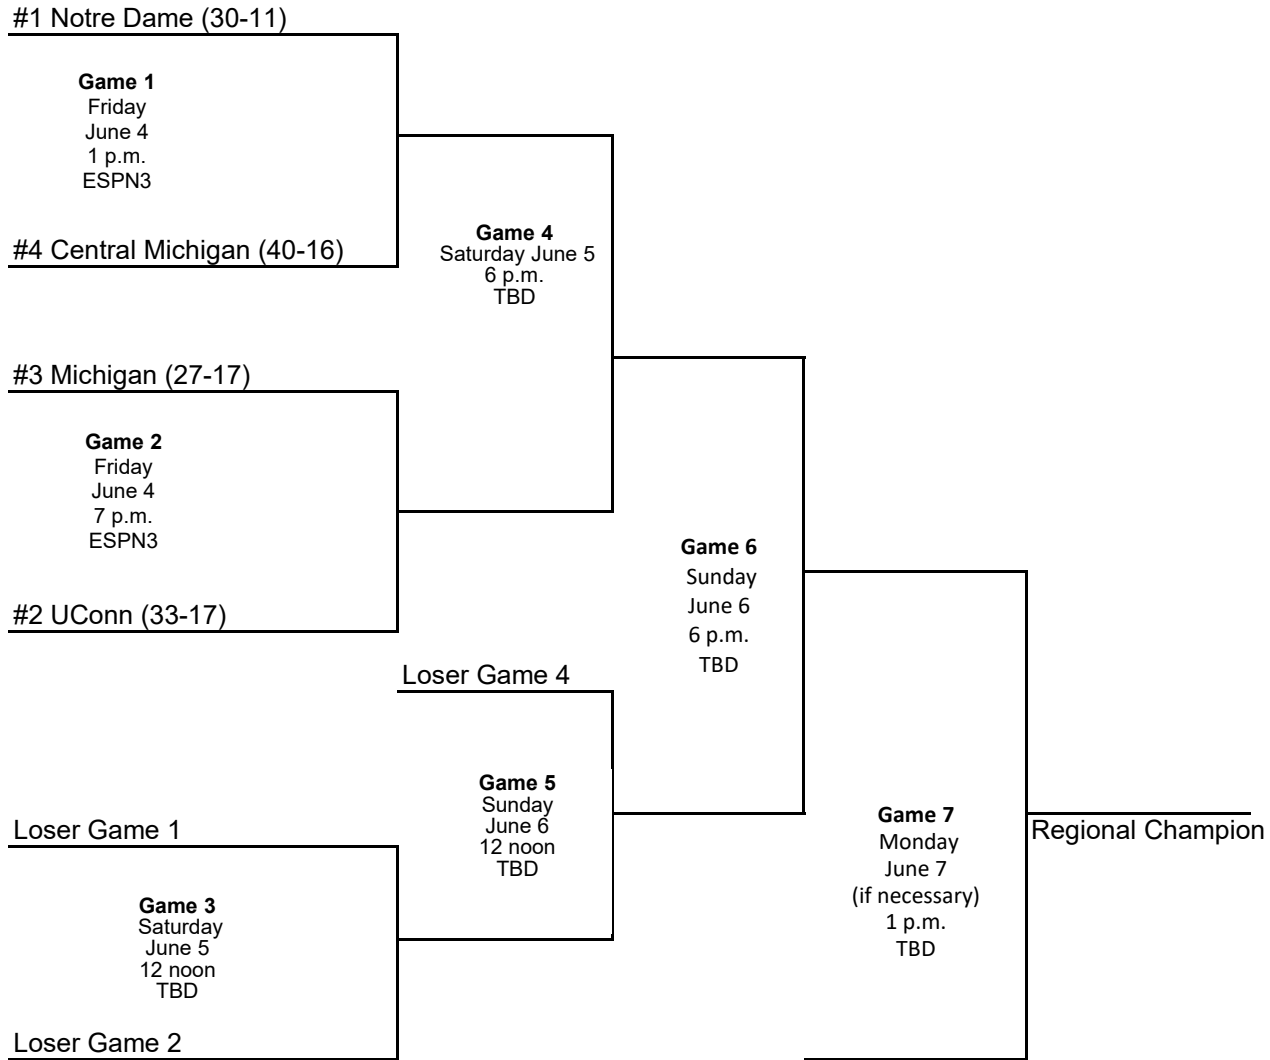 #1 Notre Dame (30-11)
Game 1
Friday
June 4
1 p.m.
ESPN3
#4 Central Michigan (40-16)
Game 4
Saturday June 5
6 p.m.
TBD
#3 Michigan (27-17)
Game 2
Friday
June 4
7 p.m.
ESPN3
#2 UConn (33-17)
Game 6
Sunday
June 6
6 p.m.
TBD
Loser Game 4
Game 5
Sunday
June 6
12 noon
TBD
Loser Game 1
Game 3
Saturday
June 5
12 noon
TBD
Loser Game 2
Game 7
Monday
June 7
(if necessary)
1 p.m.
TBD
Regional Champion